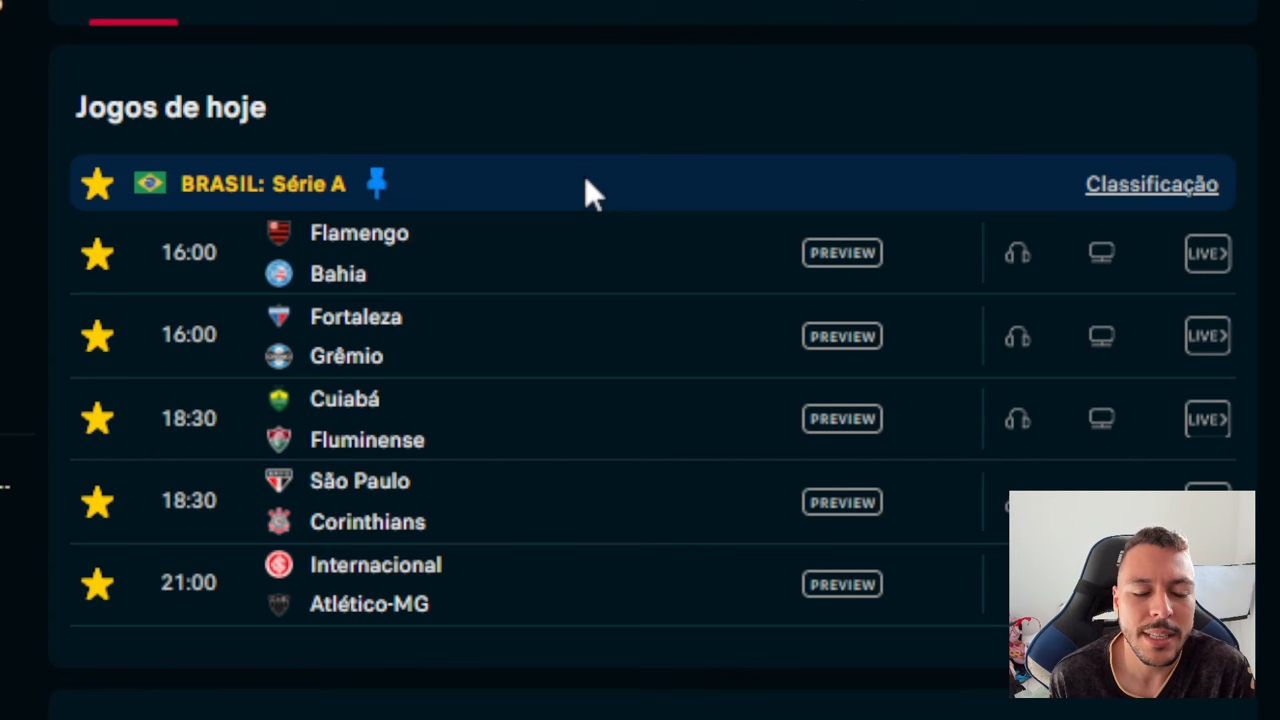 Jogos de hoje
BRASIL: Série A Classificação
16:00 Flamengo PREVIEW LIVE>
Bahia
16:00 Fortaleza PREVIEW LIVE>
Grêmio
18:30 Cuiabá PREVIEW LIVE>
Fluminense
18:30 São Paulo PREVIEW
Corinthians
21:00 Internacional PREVIEW
Atlético-MG